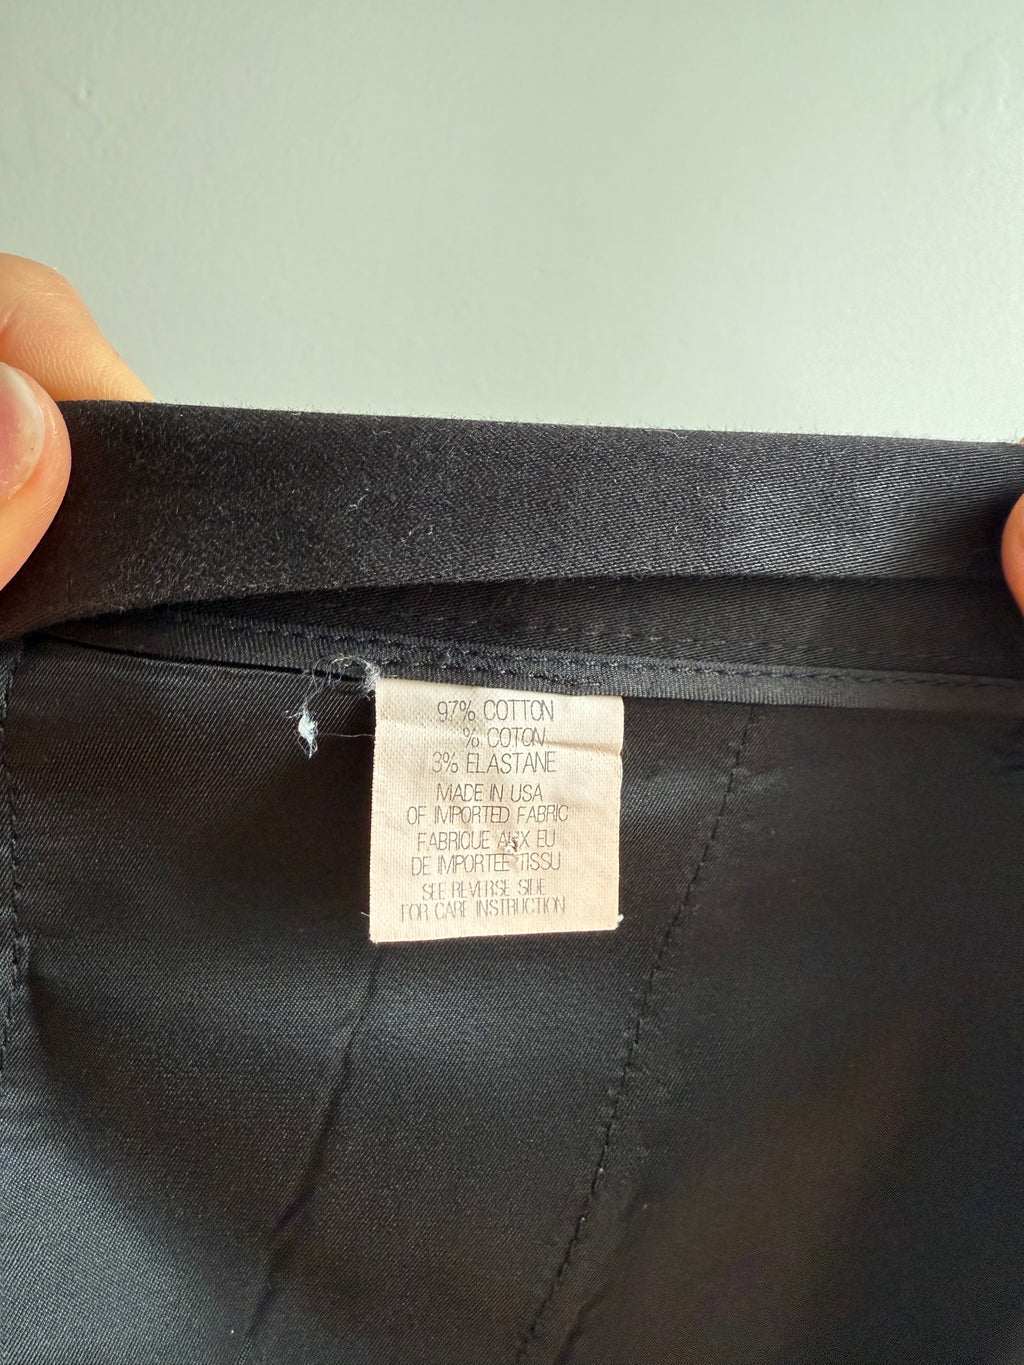 97% COTTON
% COTON
3% ELASTANE
MADE IN USA
OF IMPORTED FABRIC
FABRIQUE AUX EU
DE IMPORTEE TISSU
SEE REVERSE SIDE
FOR CARE INSTRUCTION